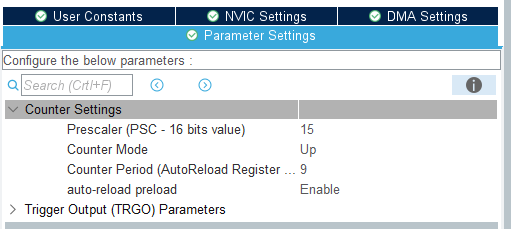 User Constants NVIC Settings DMA Settings
Parameter Settings
Configure the below parameters :
Search (CrtI+F)
Counter Settings
Prescaler (PSC - 16 bits value) 15
Counter Mode Up
Counter Period (AutoReload Register ... 9
auto-reload preload Enable
Trigger Output (TRGO) Parameters